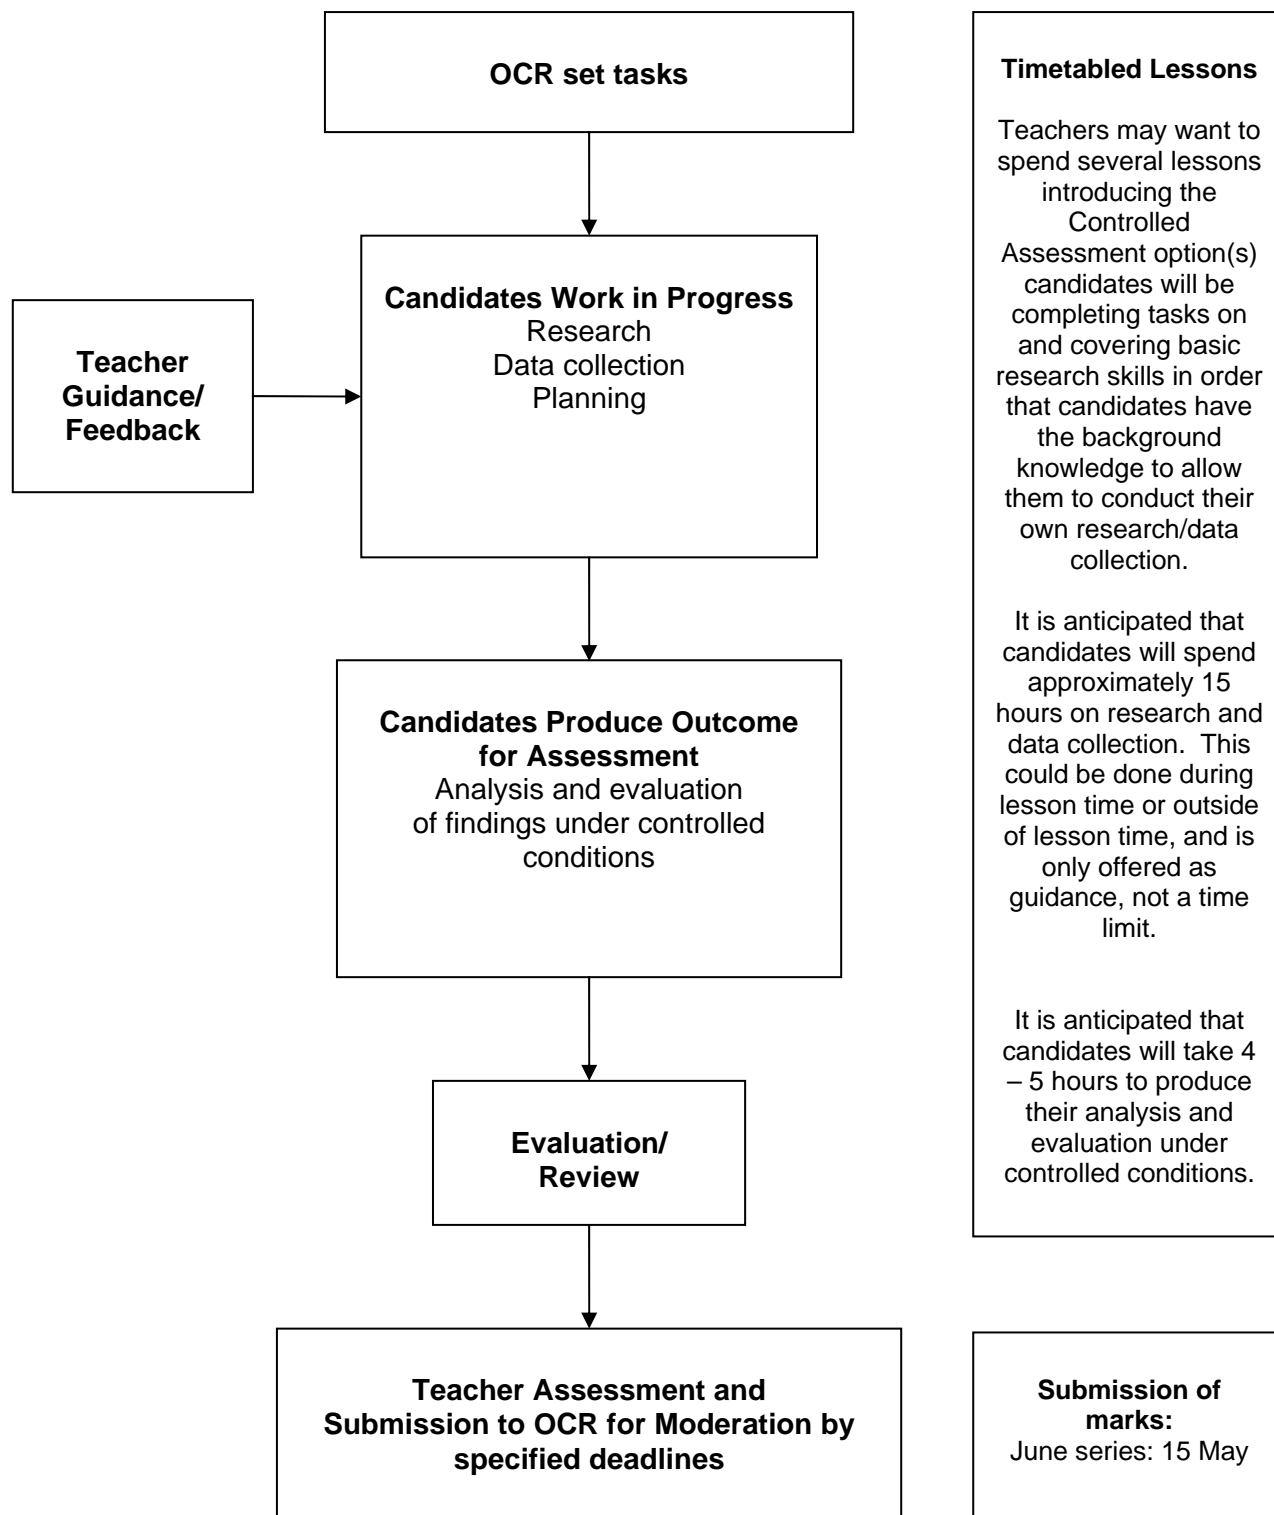 OCR set tasks
Teacher
Guidance/
Feedback
Candidates Work in Progress
Research
Data collection
Planning
Candidates Produce Outcome
for Assessment
Analysis and evaluation
of findings under controlled
conditions
Evaluation/
Review
Teacher Assessment and
Submission to OCR for Moderation by
specified deadlines
Timetabled Lessons
Teachers may want to
spend several lessons
introducing the
Controlled
Assessment option(s)
candidates will be
completing tasks on
and covering basic
research skills in order
that candidates have
the background
knowledge to allow
them to conduct their
own research/data
collection.
It is anticipated that
candidates will spend
approximately 15
hours on research and
data collection.  This
could be done during
lesson time or outside
of lesson time, and is
only offered as
guidance, not a time
limit.
It is anticipated that
candidates will take 4
– 5 hours to produce
their analysis and
evaluation under
controlled conditions.
Submission of
marks:
June series: 15 May